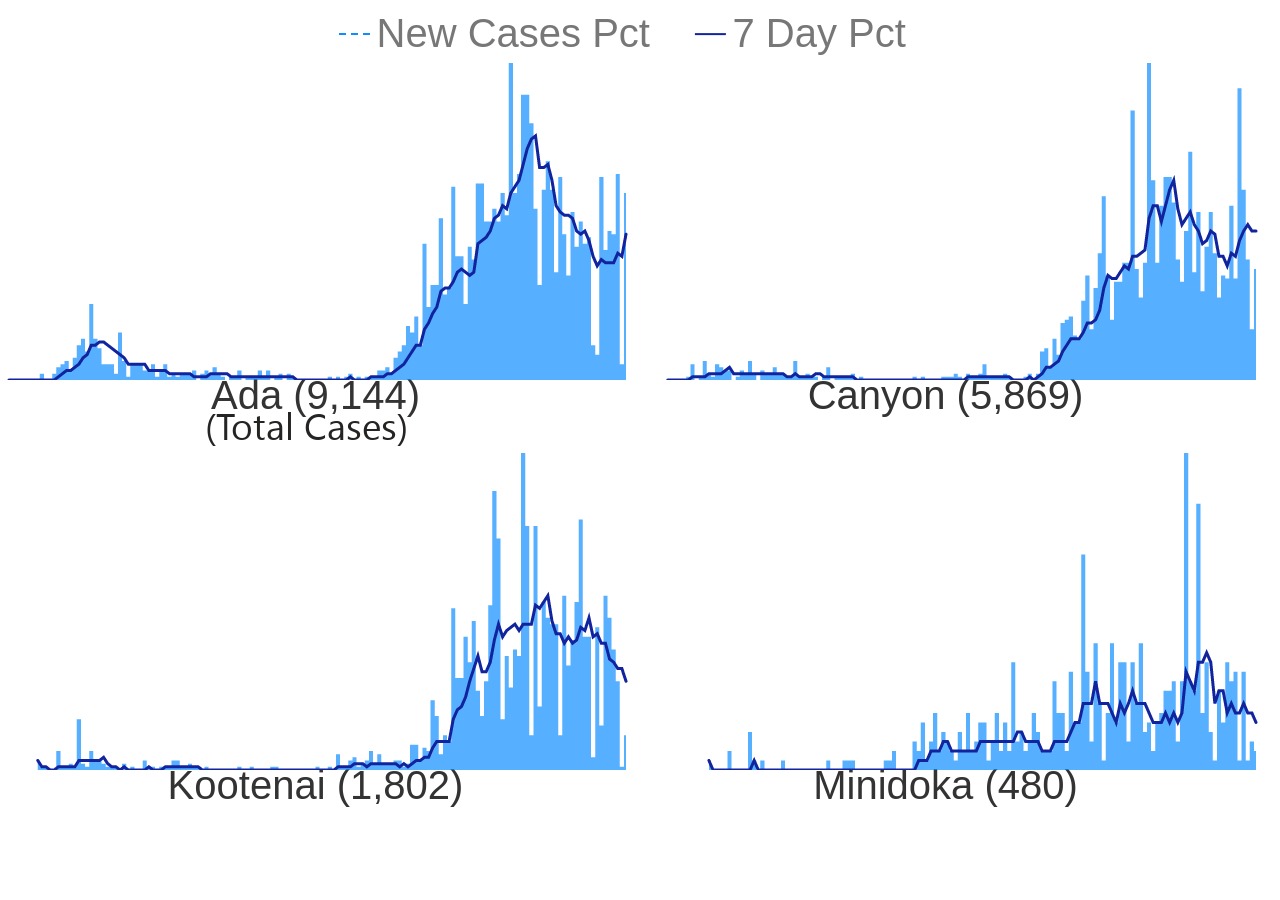 New Cases Pct 7 Day Pct
Ada (9,144) Canyon (5,869)
(Total Cases)
Kootenai (1,802) Minidoka (480)